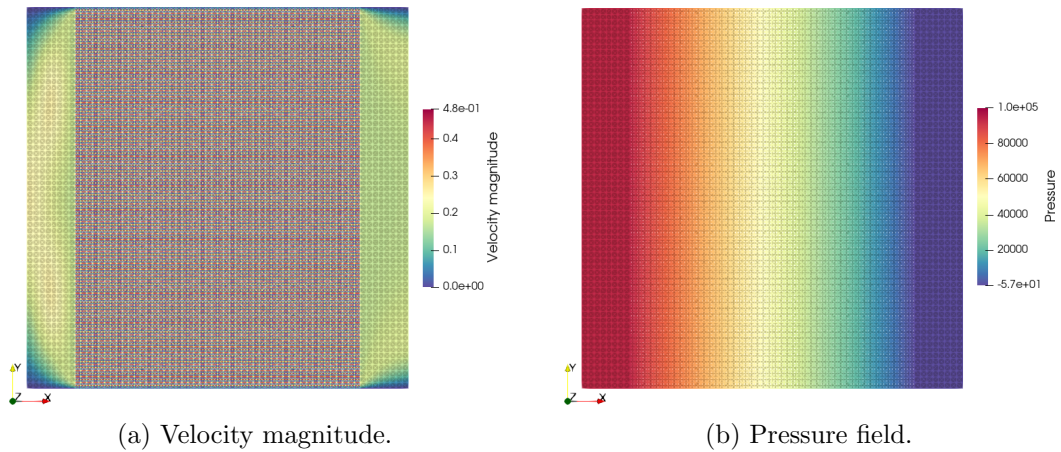 4.8e-01
0.4
0.3
0.2
0.1
0.0e+00
Velocity magnitude
Y
Z
X
(a) Velocity magnitude.
1.0e+05
80000
60000
40000
20000
-5.7e+01
Pressure
Y
Z
X
(b) Pressure field.